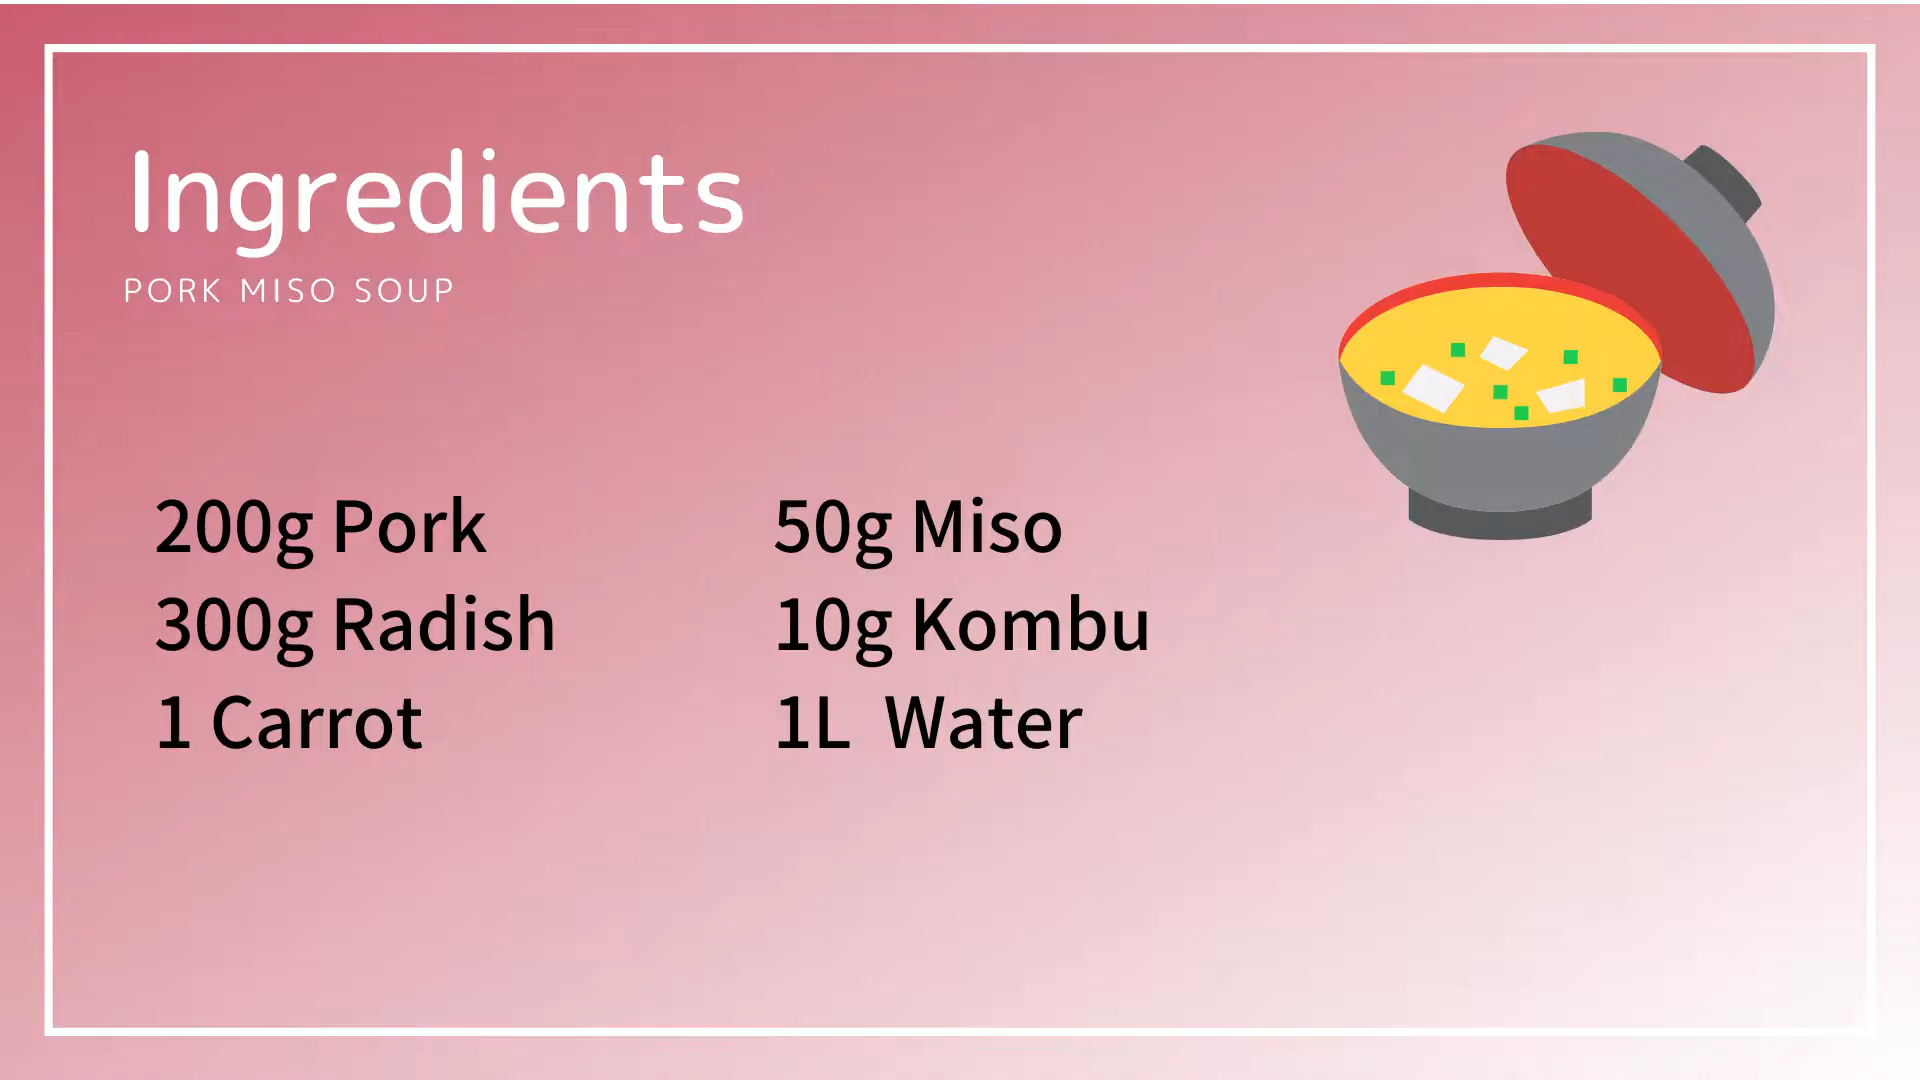 Ingredients
PORK MISO SOUP
200g Pork
300g Radish
1 Carrot
50g Miso
10g Kombu
1L  Water